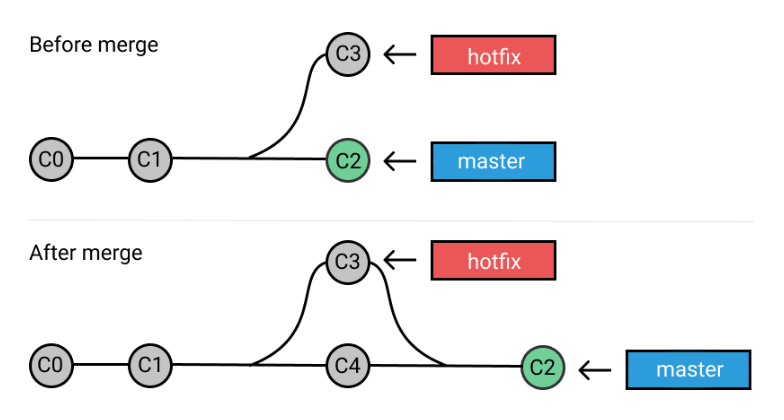 Before merge
C3
hotfix
C0
C1
C2
master
After merge
C3
hotfix
C0
C1
C4
C2
master